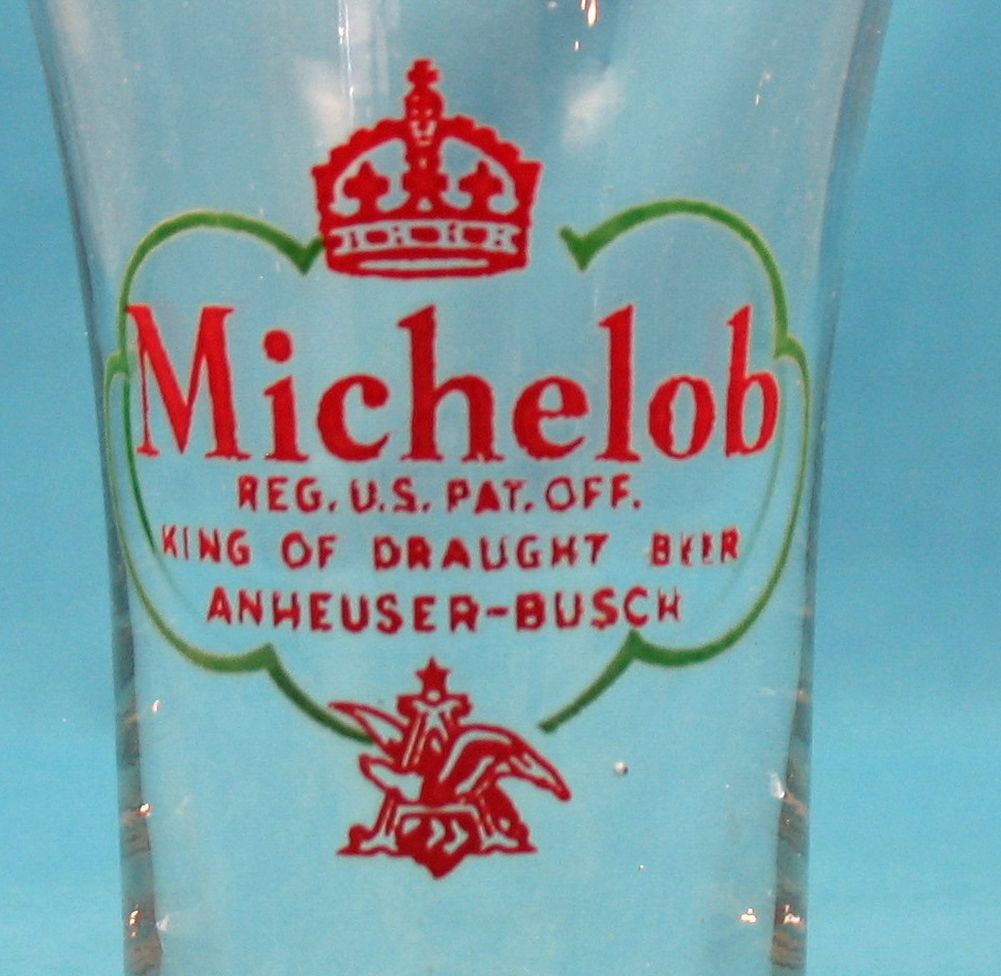 Michelob
REG. U.S. PAT. OFF.
KING OF DRAUGHT BEER
ANHEUSER-BUSCH